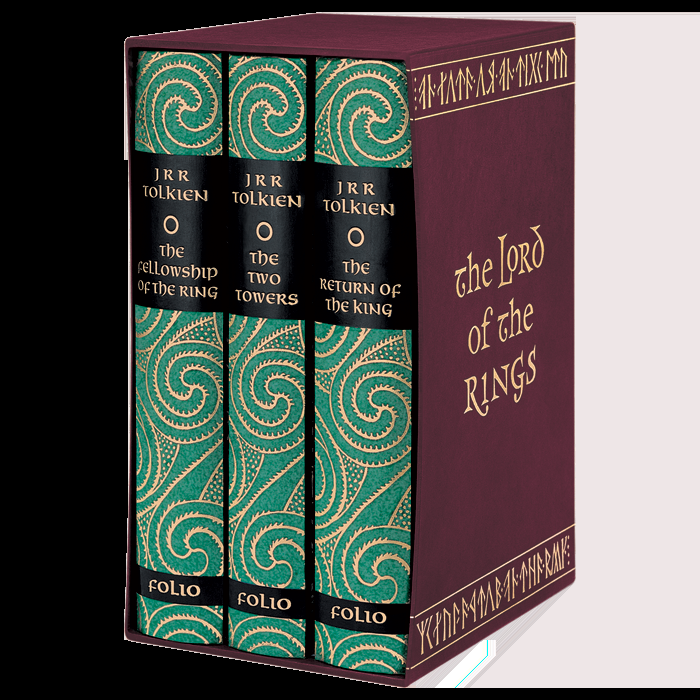 J R R
TOLKIEN
THE
FELLOWSHIP
OF THE RING
FOLIO
J R R
TOLKIEN
THE
TWO
TOWERS
FOLIO
J R R
TOLKIEN
THE
RETURN OF
THE KING
FOLIO
the LORD
of the
RINGS